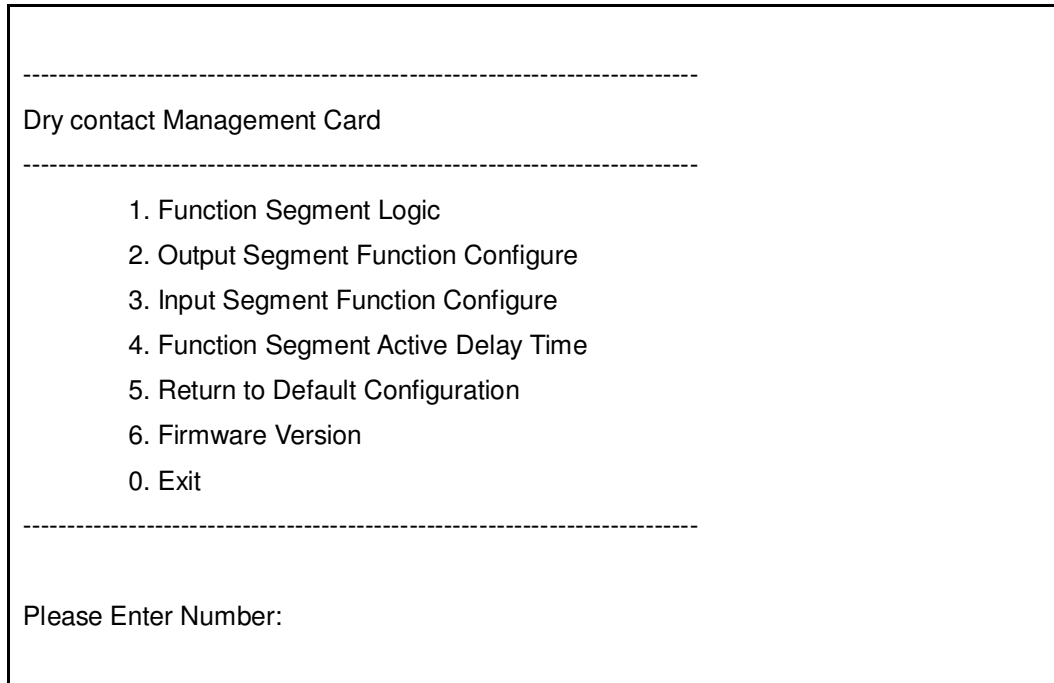 -----------------------------------------------------------------------------
Dry contact Management Card
-----------------------------------------------------------------------------
1. Function Segment Logic
2. Output Segment Function Configure
3. Input Segment Function Configure
4. Function Segment Active Delay Time
5. Return to Default Configuration
6. Firmware Version
0. Exit
-----------------------------------------------------------------------------
Please Enter Number: